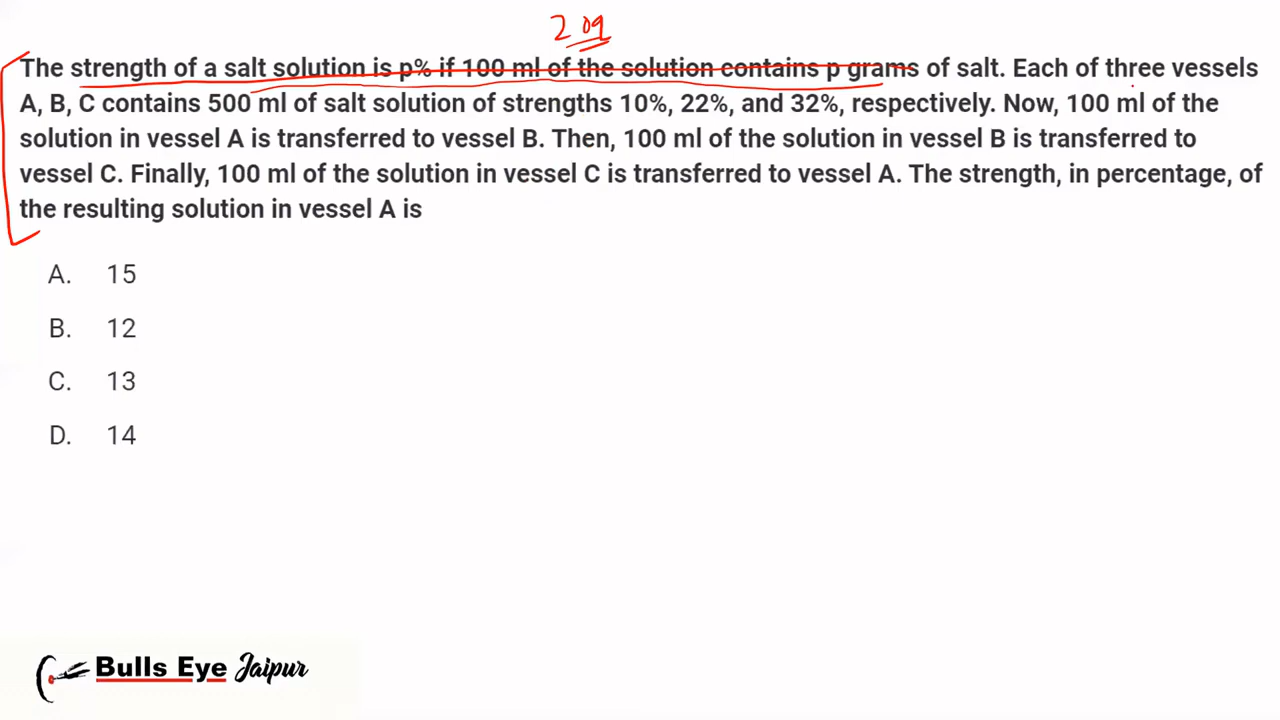 2 09
The strength of a salt solution is p% if 100 ml of the solution contains p grams of salt. Each of three vessels
A, B, C contains 500 ml of salt solution of strengths 10%, 22%, and 32%, respectively. Now, 100 ml of the
solution in vessel A is transferred to vessel B. Then, 100 ml of the solution in vessel B is transferred to
vessel C. Finally, 100 ml of the solution in vessel C is transferred to vessel A. The strength, in percentage, of
the resulting solution in vessel A is
A. 15
B. 12
C. 13
D. 14
Bulls Eye Jaipur